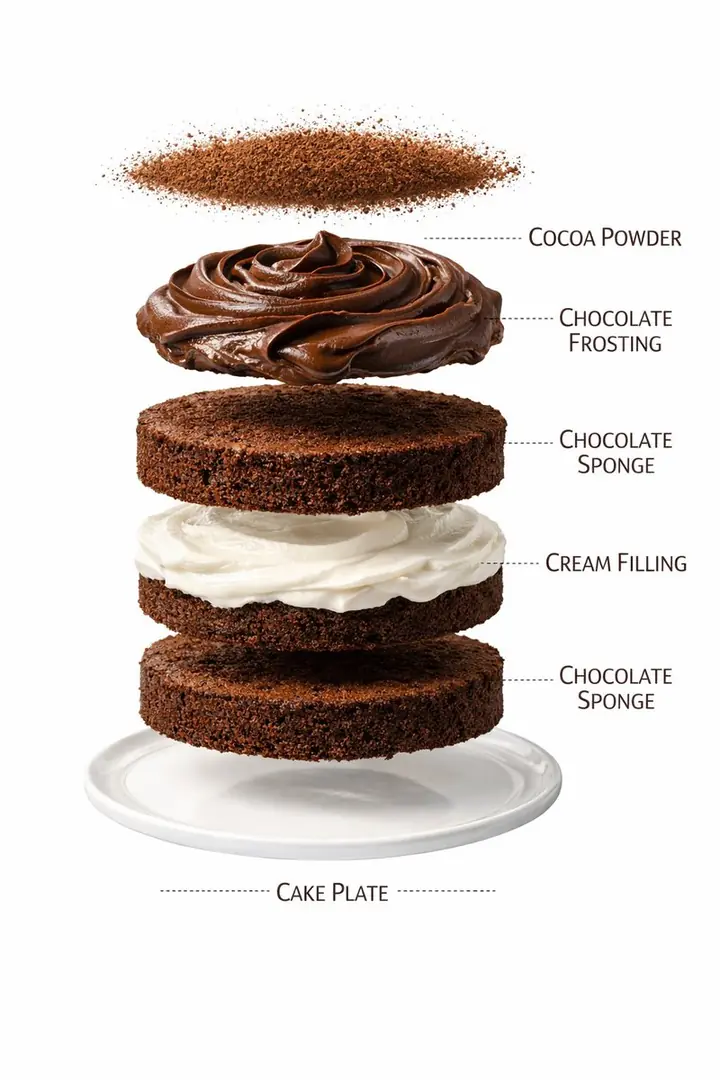 Cocoa Powder
Chocolate
Frosting
Chocolate
Sponge
Cream Filling
Chocolate
Sponge
Cake Plate